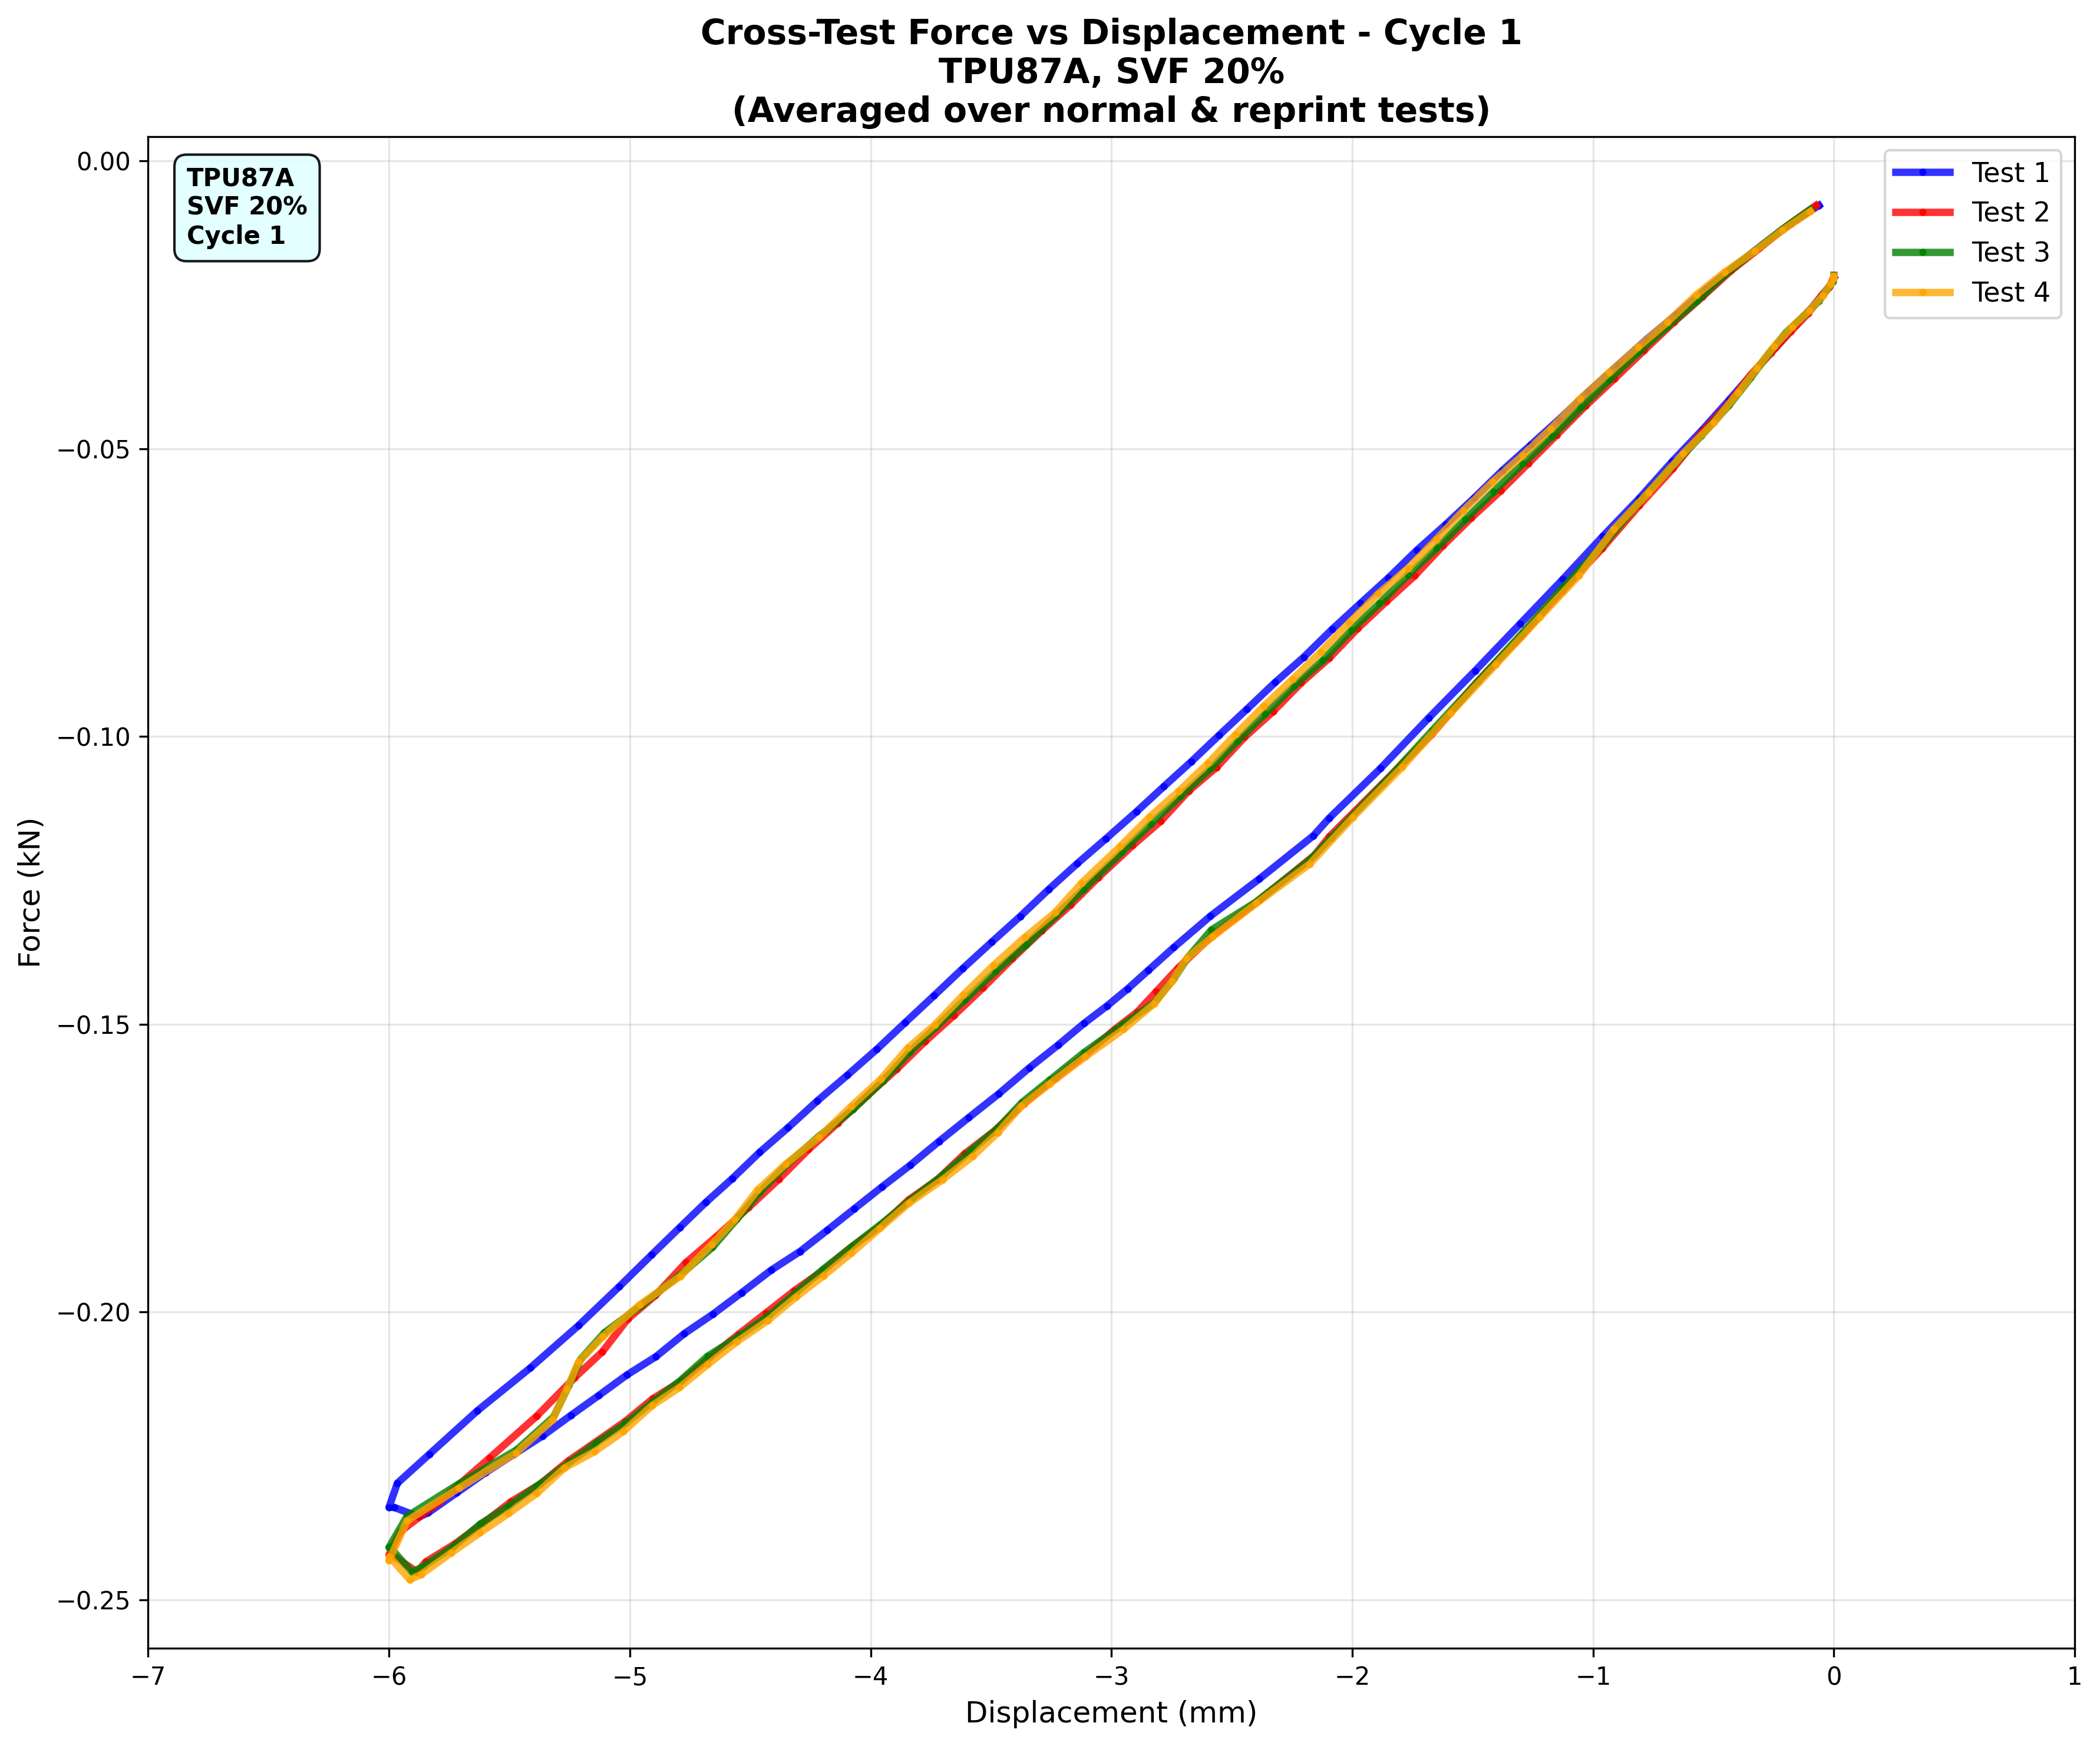 Cross-Test Force vs Displacement - Cycle 1
TPU87A, SVF 20%
(Averaged over normal & reprint tests)
TPU87A
SVF 20%
Cycle 1
Test 1
Test 2
Test 3
Test 4
0.00
−0.05
−0.10
−0.15
−0.20
−0.25
Force (kN)
−7
−6
−5
−4
−3
−2
−1
0
1
Displacement (mm)